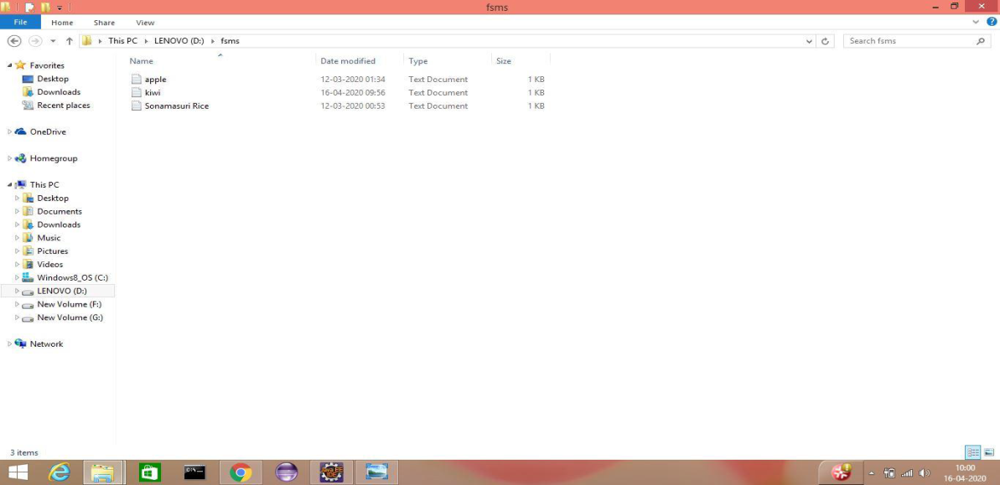 fsms
File Home Share View
This PC LENOVO (D:) fsms
Search fsms
Name Date modified Type Size
apple 12-03-2020 01:34 Text Document 1 KB
kiwi 16-04-2020 09:56 Text Document 1 KB
Sonamasuri Rice 12-03-2020 00:53 Text Document 1 KB
Favorites
Desktop
Downloads
Recent places
OneDrive
Homegroup
This PC
Desktop
Documents
Downloads
Music
Pictures
Videos
Windows8_OS (C:)
LENOVO (D:)
New Volume (F:)
New Volume (G:)
Network
3 items
Java EE
IDE
10:00
16-04-2020